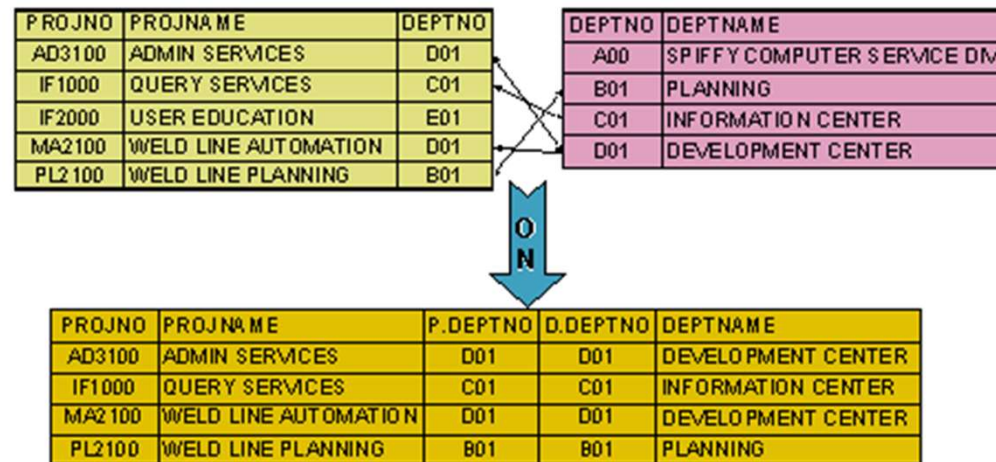 PROJNO PROJNAME DEPTNO
AD3100 ADMIN SERVICES D01
IF1000 QUERY SERVICES C01
IF2000 USER EDUCATION E01
MA2100 WELD LINE AUTOMATION D01
PL2100 WELD LINE PLANNING B01
DEPTNO DEPTNAME
A00 SPIFFY COMPUTER SERVICE DIV
B01 PLANNING
C01 INFORMATION CENTER
D01 DEVELOPMENT CENTER
O
N
PROJNO PROJNAME P.DEPTNO D.DEPTNO DEPTNAME
AD3100 ADMIN SERVICES D01 D01 DEVELOPMENT CENTER
IF1000 QUERY SERVICES C01 C01 INFORMATION CENTER
MA2100 WELD LINE AUTOMATION D01 D01 DEVELOPMENT CENTER
PL2100 WELD LINE PLANNING B01 B01 PLANNING